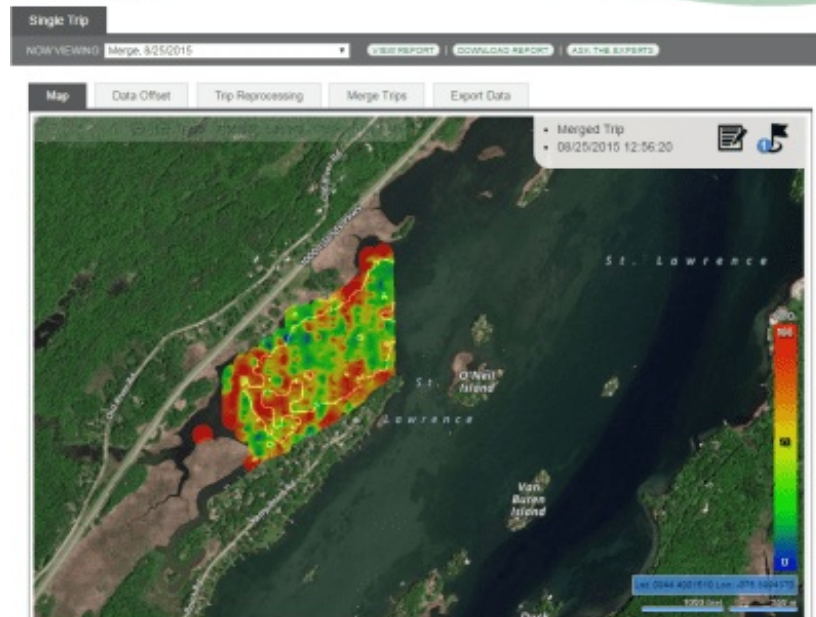 Single Trip
NOW VIEWING: Merge, 8/25/2015
VIEW REPORT | DOWNLOAD REPORT | ASK THE EXPERTS
Map Data Offset Trip Reprocessing Merge Trips Export Data
• Merged Trip
• 08/25/2015 12:56:20
St. Lawrence
O'Neil
Island
St.
Lawrence
Van
Buren
Island
100
0